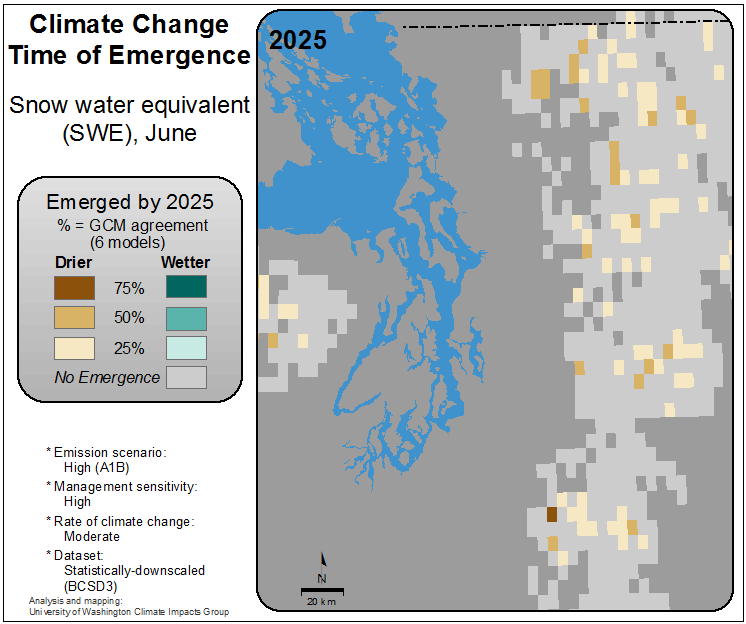 Climate Change
Time of Emergence
Snow water equivalent
(SWE), June
Emerged by 2025
% = GCM agreement
(6 models)
Drier Wetter
75%
50%
25%
No Emergence
* Emission scenario:
High (A1B)
* Management sensitivity:
High
* Rate of climate change:
Moderate
* Dataset:
Statistically-downscaled
(BCSD3)
Analysis and mapping:
University of Washington Climate Impacts Group
2025
N
20 km